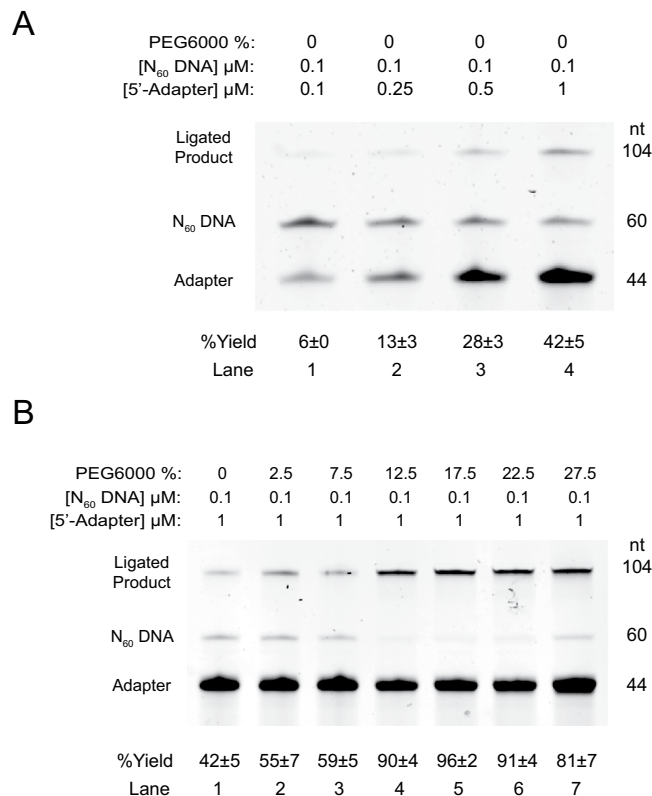 A
PEG6000 %: 0 0 0 0
[N60 DNA] µM: 0.1 0.1 0.1 0.1
[5'-Adapter] µM: 0.1 0.25 0.5 1
nt
Ligated Product 104
N60 DNA 60
Adapter 44
%Yield 6±0 13±3 28±3 42±5
Lane 1 2 3 4
B
PEG6000 %: 0 2.5 7.5 12.5 17.5 22.5 27.5
[N60 DNA] µM: 0.1 0.1 0.1 0.1 0.1 0.1 0.1
[5'-Adapter] µM: 1 1 1 1 1 1 1
nt
Ligated Product 104
N60 DNA 60
Adapter 44
%Yield 42±5 55±7 59±5 90±4 96±2 91±4 81±7
Lane 1 2 3 4 5 6 7